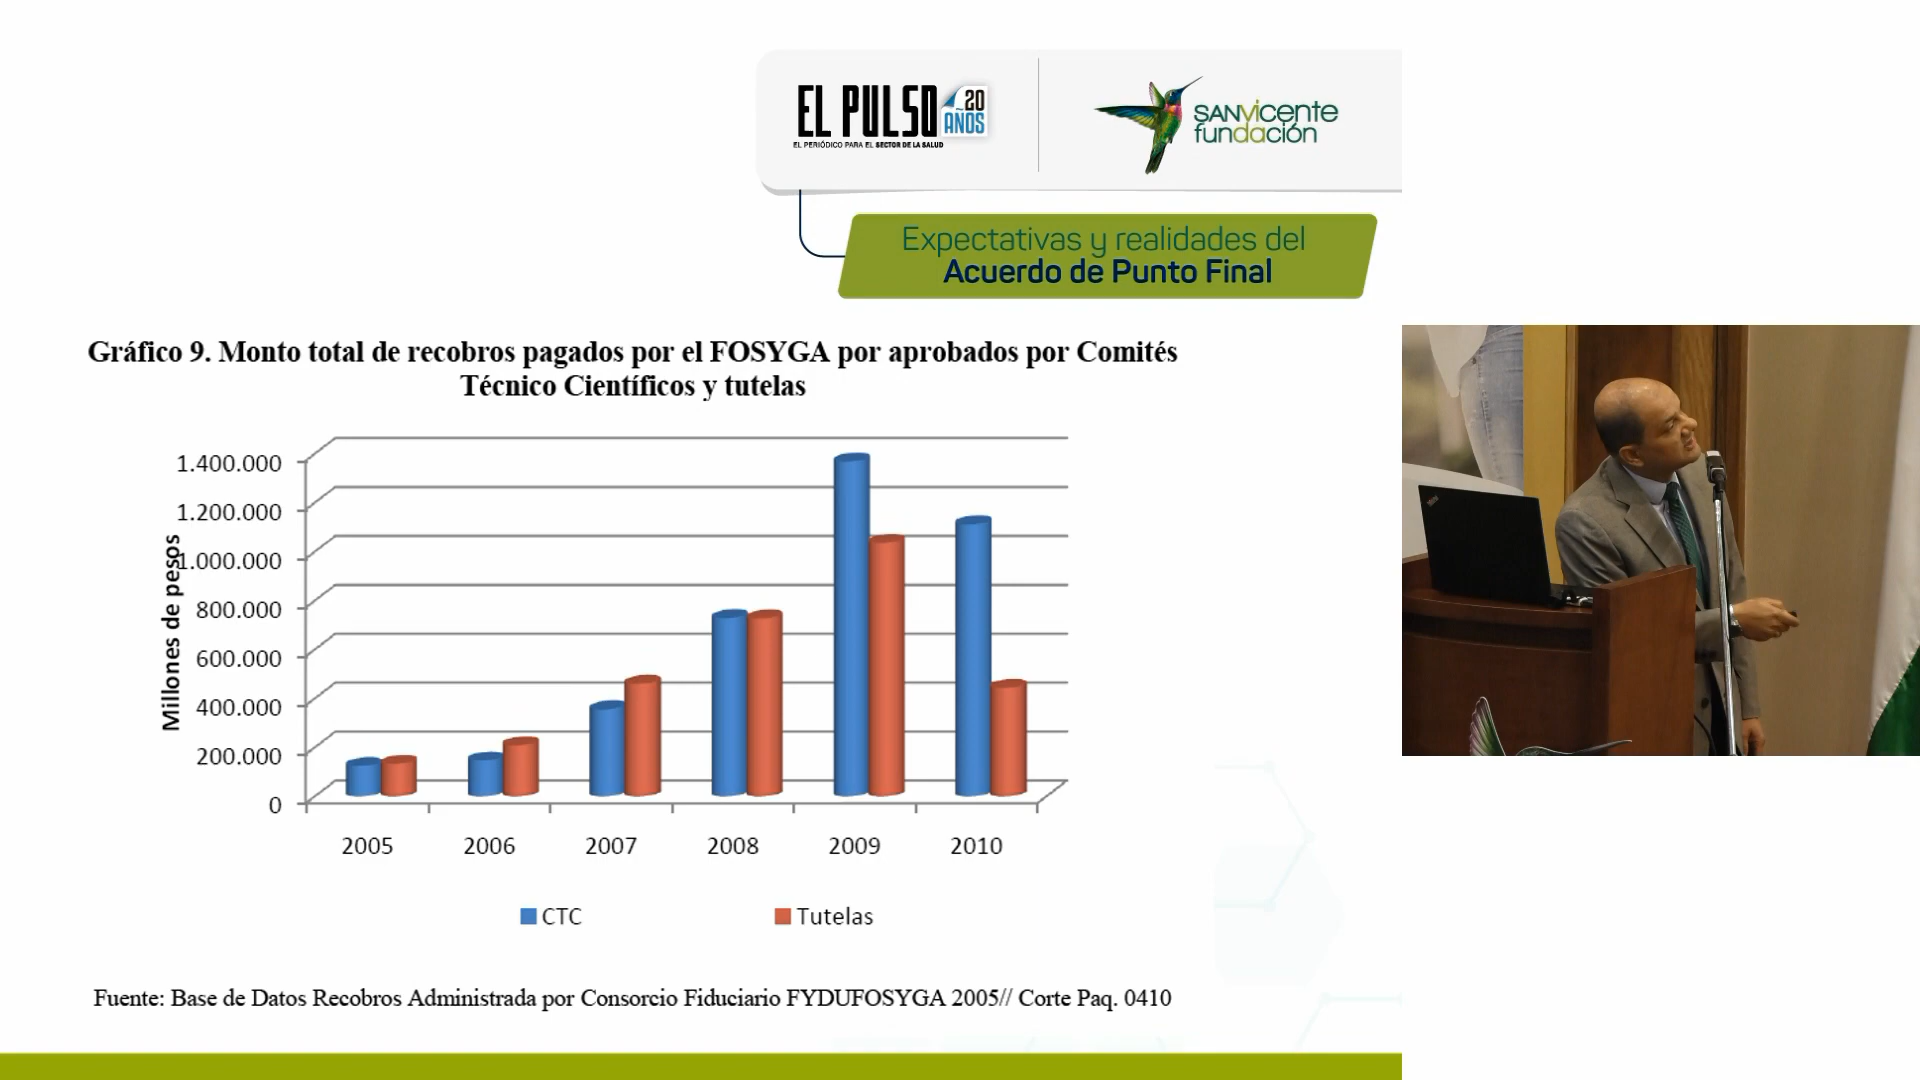 EL PULSO 20 AÑOS
EL PERIÓDICO PARA EL SECTOR DE LA SALUD
SANVicente
fundación
Expectativas y realidades del
Acuerdo de Punto Final
Gráfico 9. Monto total de recobros pagados por el FOSYGA por aprobados por Comités
Técnico Científicos y tutelas
Millones de pesos
1.400.000
1.200.000
1.000.000
800.000
600.000
400.000
200.000
0
2005 2006 2007 2008 2009 2010
CTC Tutelas
Fuente: Base de Datos Recobros Administrada por Consorcio Fiduciario FYDUFOSYGA 2005// Corte Paq. 0410